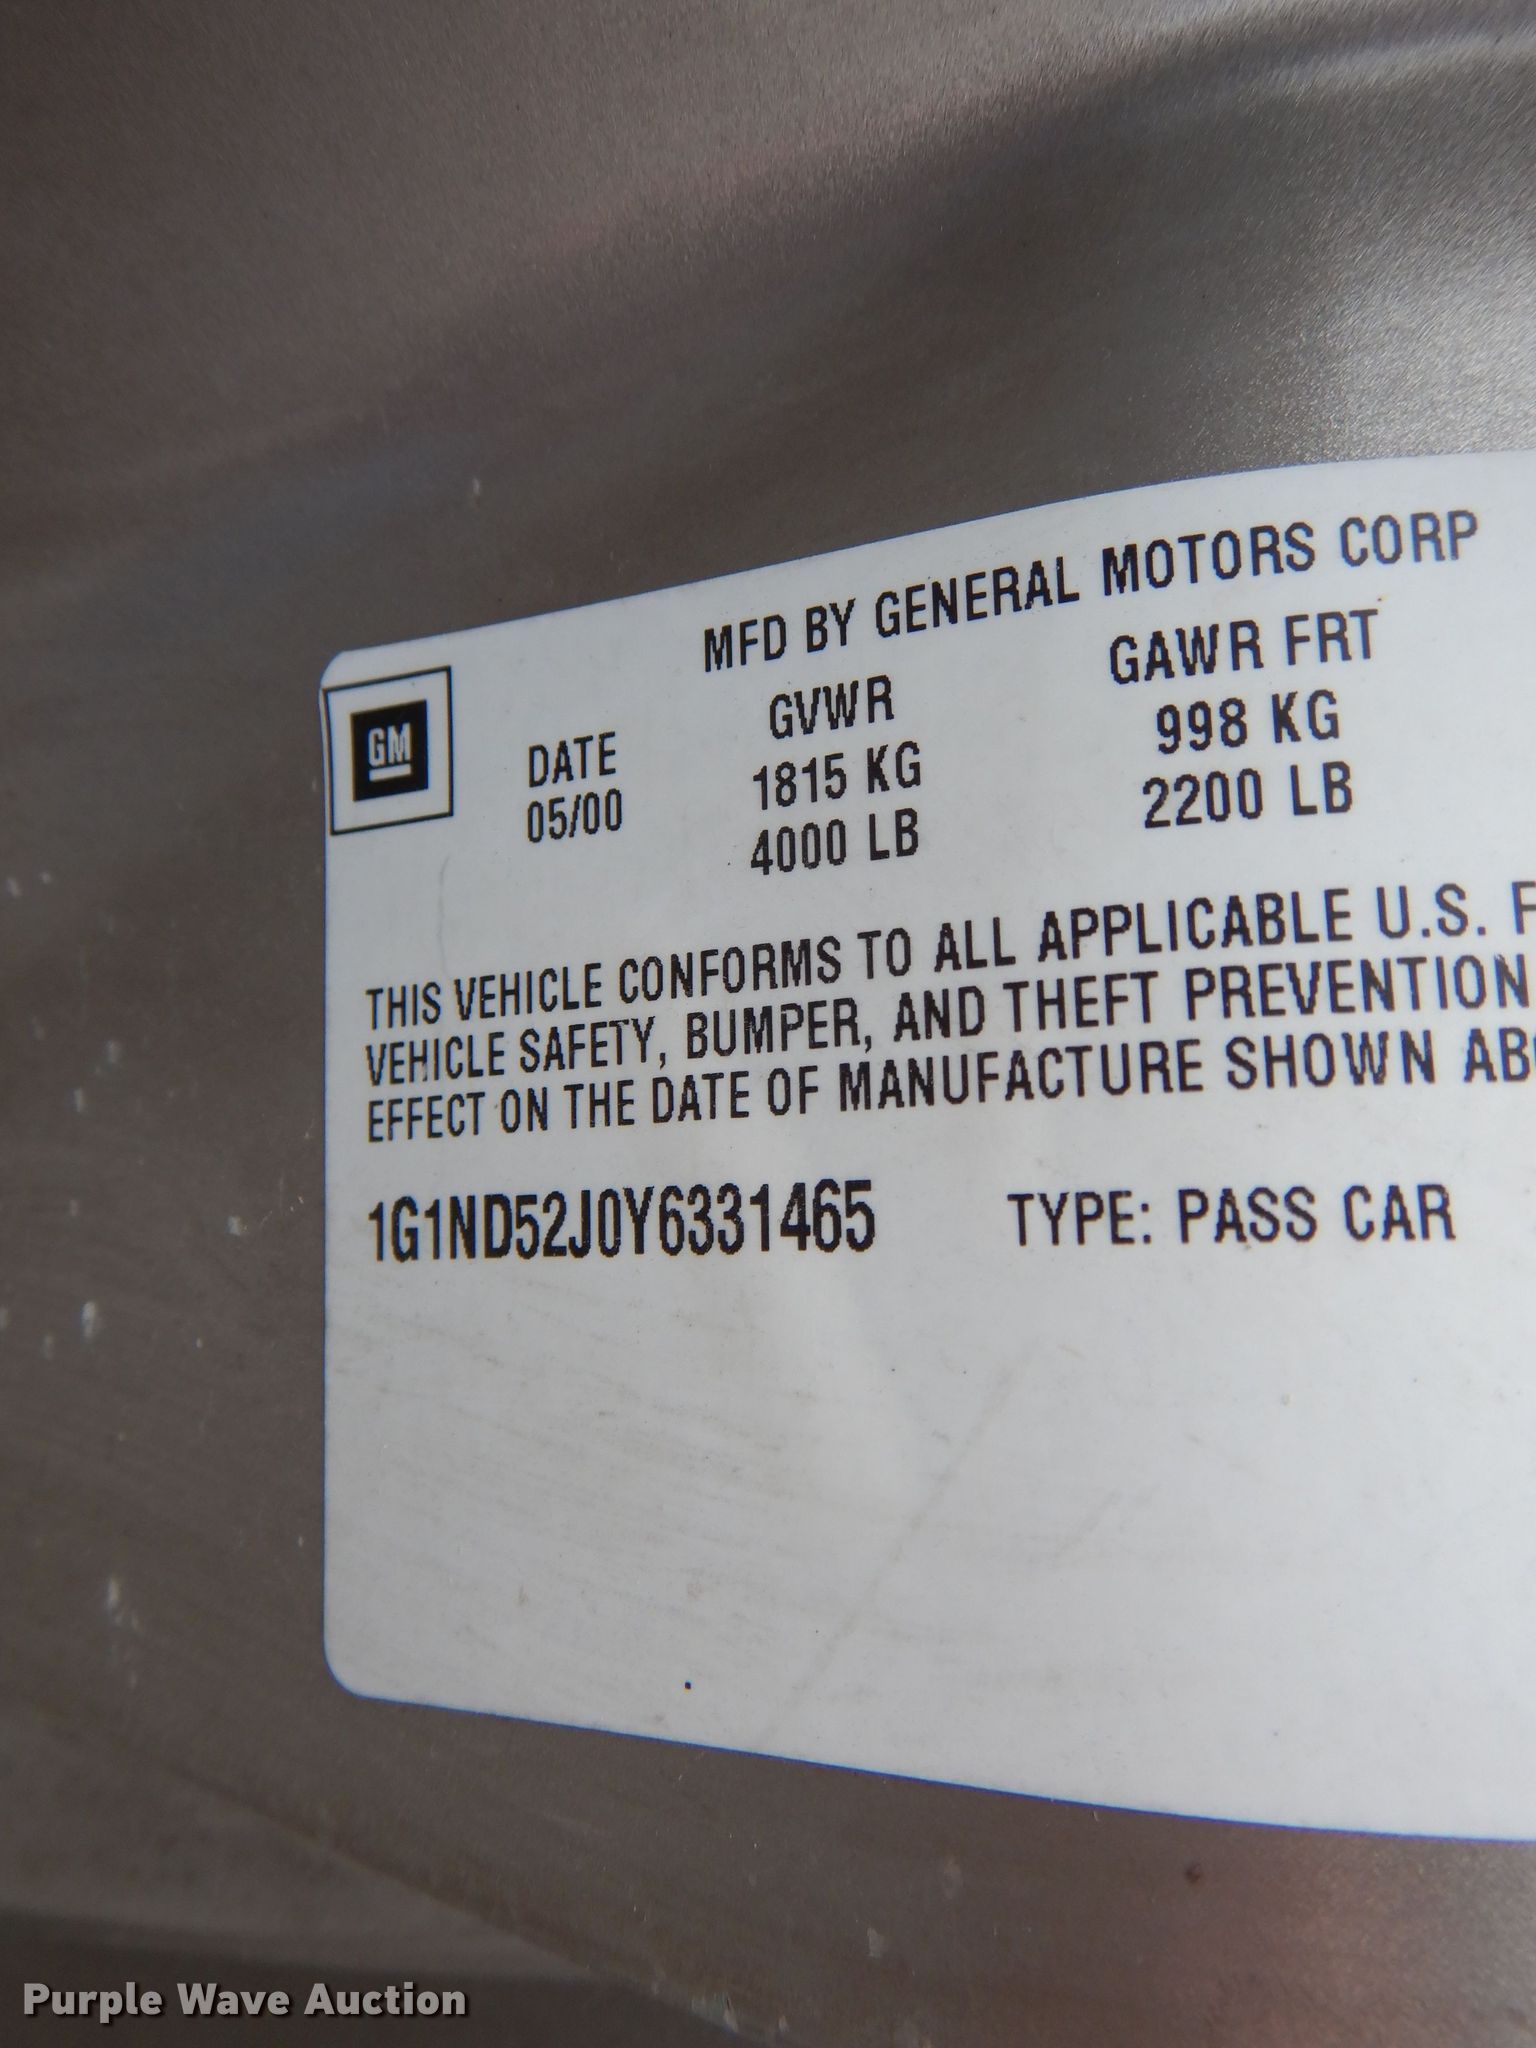 MFD BY GENERAL MOTORS CORP
GM
DATE GVWR GAWR FRT
05/00 1815 KG 998 KG
4000 LB 2200 LB
THIS VEHICLE CONFORMS TO ALL APPLICABLE U.S. F
VEHICLE SAFETY, BUMPER, AND THEFT PREVENTION
EFFECT ON THE DATE OF MANUFACTURE SHOWN AB
1G1ND52J0Y6331465 TYPE: PASS CAR
Purple Wave Auction